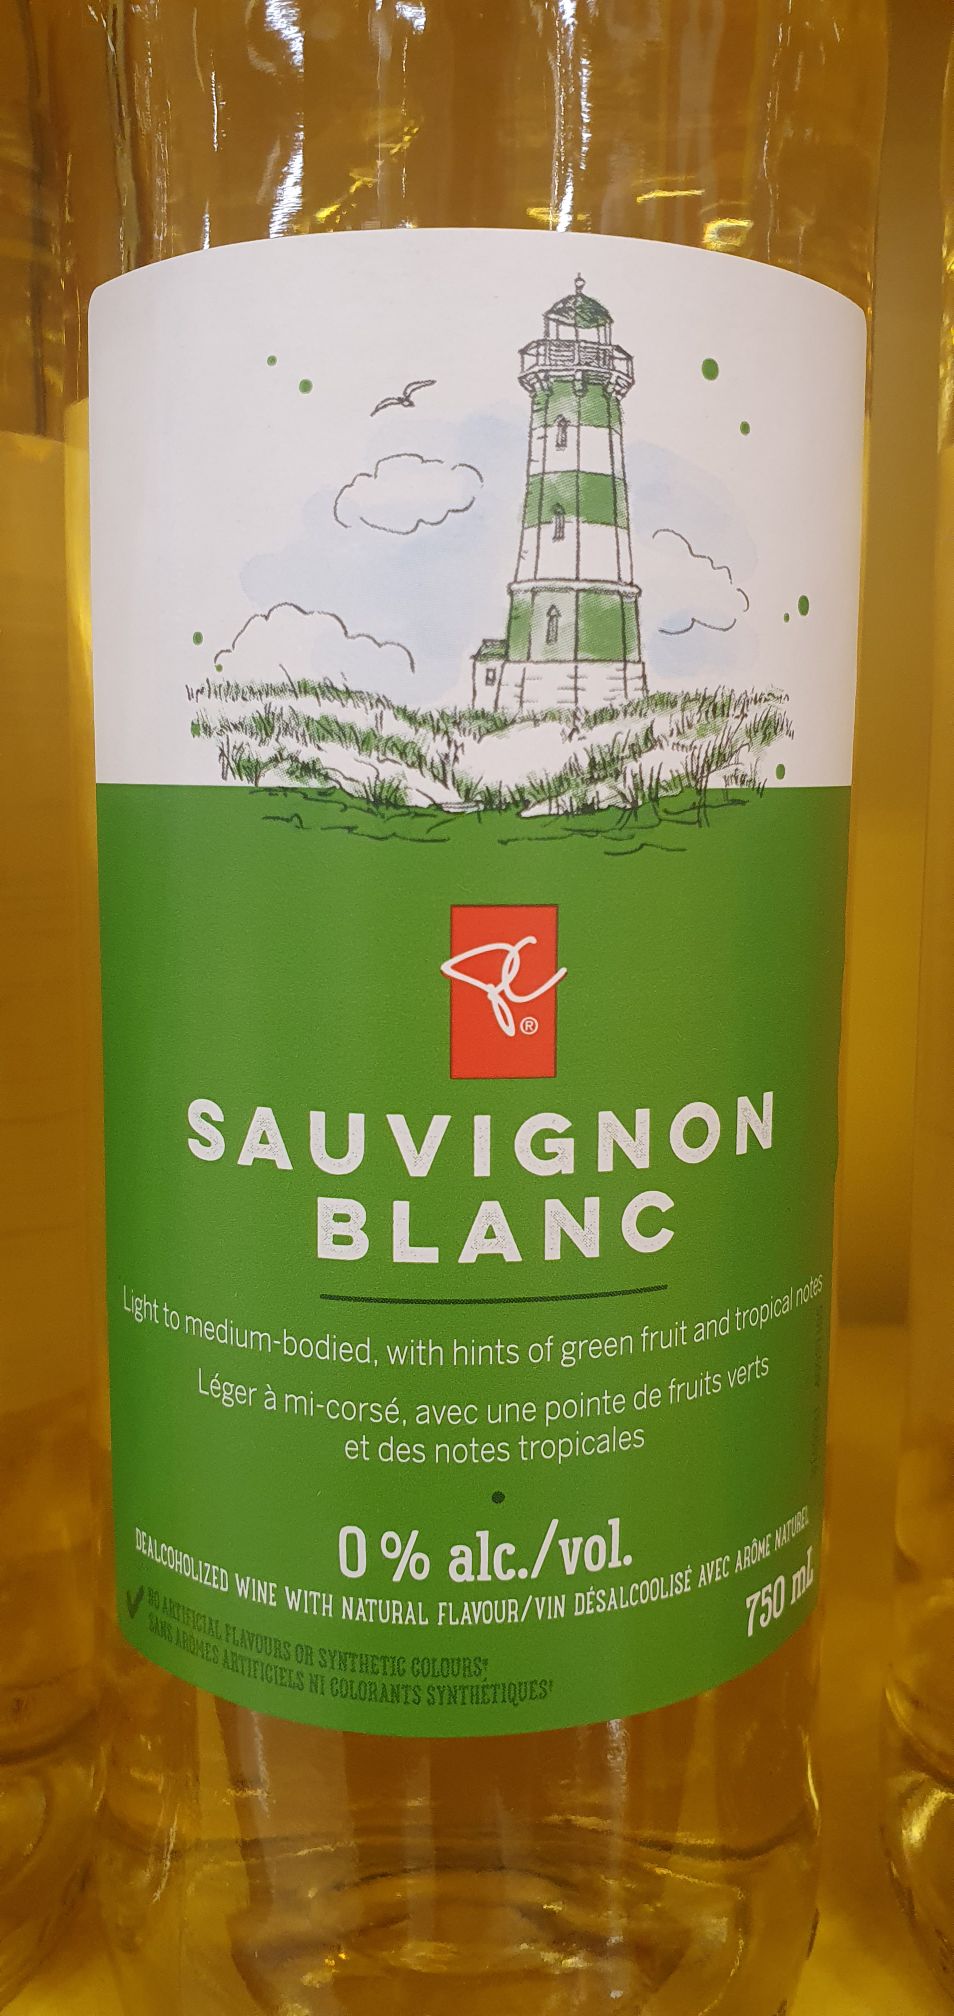 PC®
SAUVIGNON
BLANC
Light to medium-bodied, with hints of green fruit and tropical notes
Léger à mi-corsé, avec une pointe de fruits verts
et des notes tropicales
0 % alc./vol.
DEALCOHOLIZED WINE WITH NATURAL FLAVOUR/VIN DÉSALCOOLISÉ AVEC ARÔME NATUREL
750 mL
NO ARTIFICIAL FLAVOURS OR SYNTHETIC COLOURS†
SANS ARÔMES ARTIFICIELS NI COLORANTS SYNTHÉTIQUES†